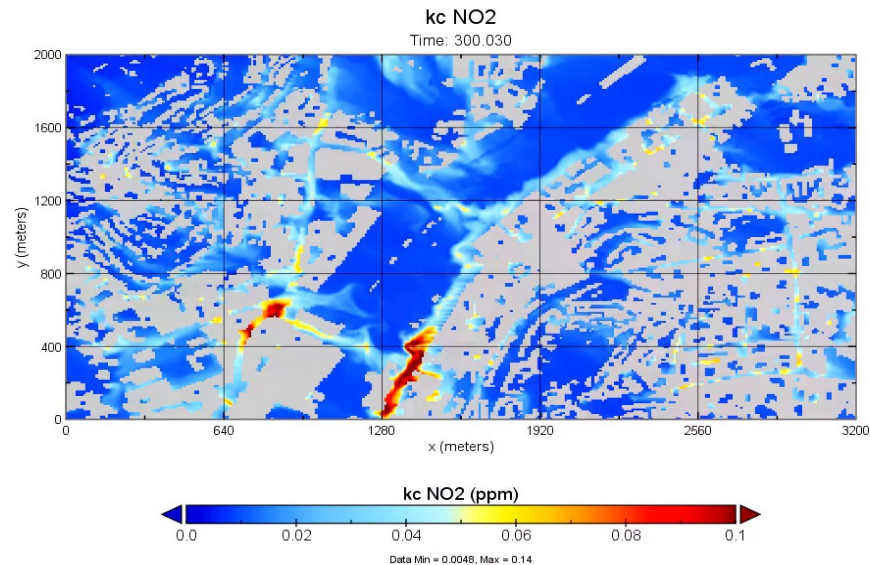 kc NO2
Time: 300.030
2000
1600
1200
800
400
0
y (meters)
0 640 1280 1920 2560 3200
x (meters)
kc NO2 (ppm)
0.0 0.02 0.04 0.06 0.08 0.1
Data Min = 0.0048, Max = 0.14